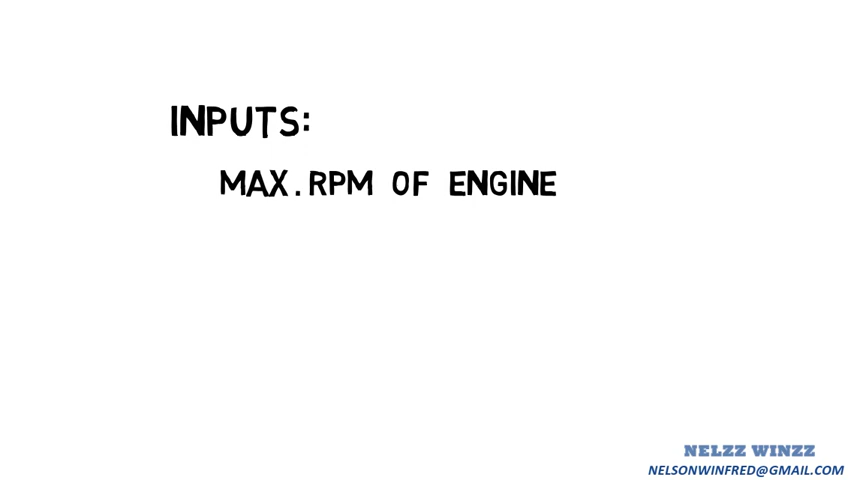 INPUTS:
MAX.RPM OF ENGINE
NELZZ WINZZ
NELSONWINFRED@GMAIL.COM